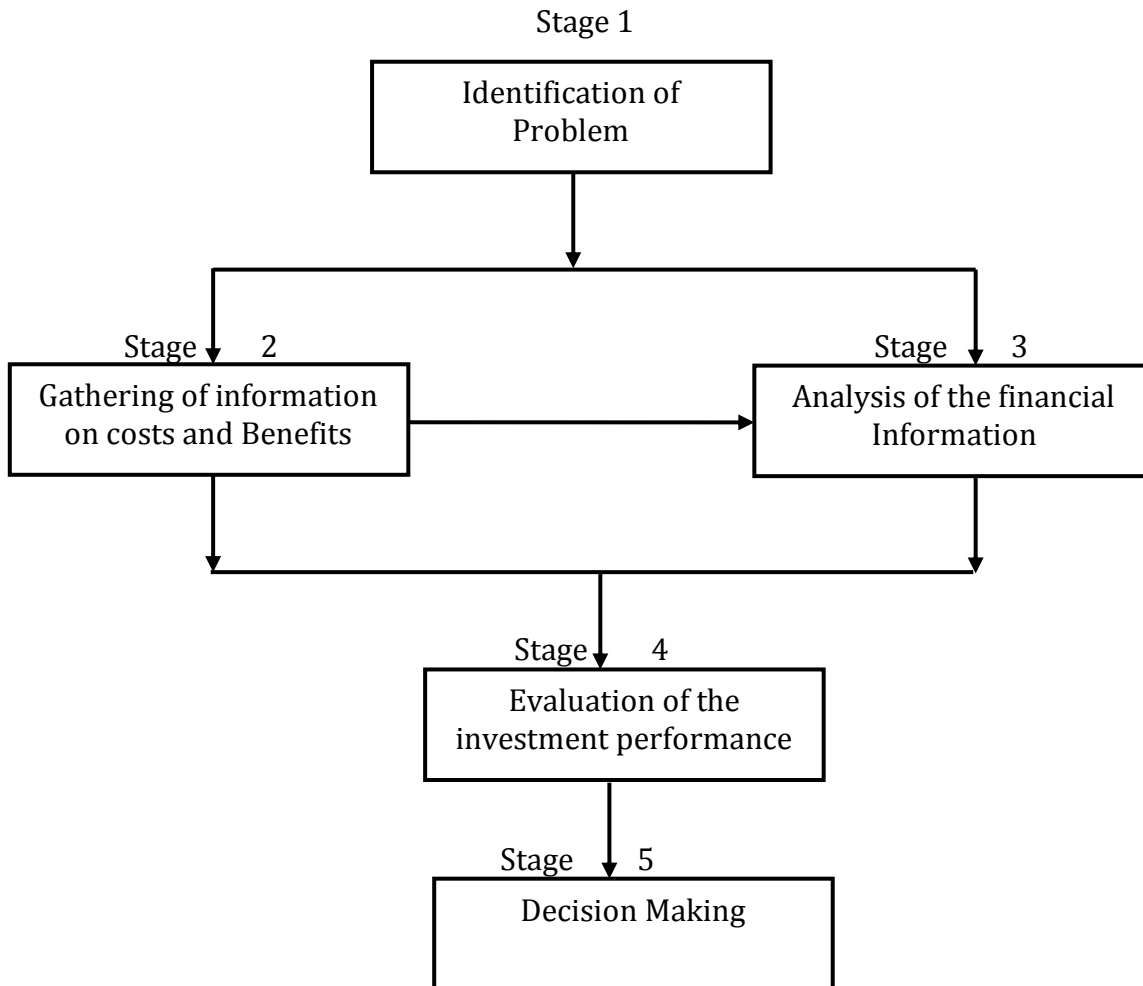 Stage 1
Identification of
Problem
Stage 2
Gathering of information
on costs and Benefits
Stage 3
Analysis of the financial
Information
Stage 4
Evaluation of the
investment performance
Stage 5
Decision Making